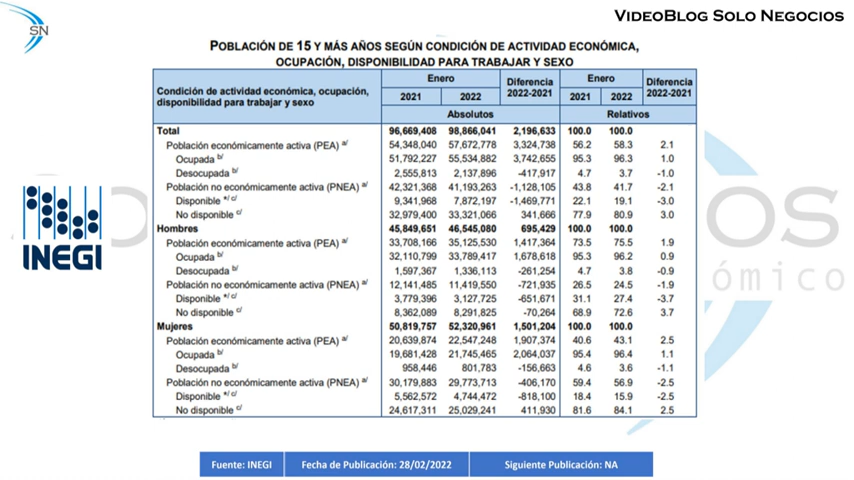 SN
VIDEOBLOG SOLO NEGOCIOS
POBLACIÓN DE 15 Y MÁS AÑOS SEGÚN CONDICIÓN DE ACTIVIDAD ECONÓMICA,
OCUPACIÓN, DISPONIBILIDAD PARA TRABAJAR Y SEXO
Condición de actividad económica, ocupación, disponibilidad para trabajar y sexo Enero Diferencia 2022-2021 Enero Diferencia 2022-2021
2021 2022 2021 2022
Absolutos Relativos
Total 96,669,408 98,866,041 2,196,633 100.0 100.0
Población económicamente activa (PEA) a/ 54,348,040 57,672,778 3,324,738 56.2 58.3 2.1
Ocupada b/ 51,792,227 55,534,882 3,742,655 95.3 96.3 1.0
Desocupada b/ 2,555,813 2,137,896 -417,917 4.7 3.7 -1.0
Población no económicamente activa (PNEA) a/ 42,321,368 41,193,263 -1,128,105 43.8 41.7 -2.1
Disponible */ c/ 9,341,968 7,872,197 -1,469,771 22.1 19.1 -3.0
No disponible c/ 32,979,400 33,321,066 341,666 77.9 80.9 3.0
Hombres 45,849,651 46,545,080 695,429 100.0 100.0
Población económicamente activa (PEA) a/ 33,708,166 35,125,530 1,417,364 73.5 75.5 1.9
Ocupada b/ 32,110,799 33,789,417 1,678,618 95.3 96.2 0.9
Desocupada b/ 1,597,367 1,336,113 -261,254 4.7 3.8 -0.9
Población no económicamente activa (PNEA) a/ 12,141,485 11,419,550 -721,935 26.5 24.5 -1.9
Disponible */ c/ 3,779,396 3,127,725 -651,671 31.1 27.4 -3.7
No disponible c/ 8,362,089 8,291,825 -70,264 68.9 72.6 3.7
Mujeres 50,819,757 52,320,961 1,501,204 100.0 100.0
Población económicamente activa (PEA) a/ 20,639,874 22,547,248 1,907,374 40.6 43.1 2.5
Ocupada b/ 19,681,428 21,745,465 2,064,037 95.4 96.4 1.1
Desocupada b/ 958,446 801,783 -156,663 4.6 3.6 -1.1
Población no económicamente activa (PNEA) a/ 30,179,883 29,773,713 -406,170 59.4 56.9 -2.5
Disponible */ c/ 5,562,572 4,744,472 -818,100 18.4 15.9 -2.5
No disponible c/ 24,617,311 25,029,241 411,930 81.6 84.1 2.5
INEGI
Fuente: INEGI Fecha de Publicación: 28/02/2022 Siguiente Publicación: NA